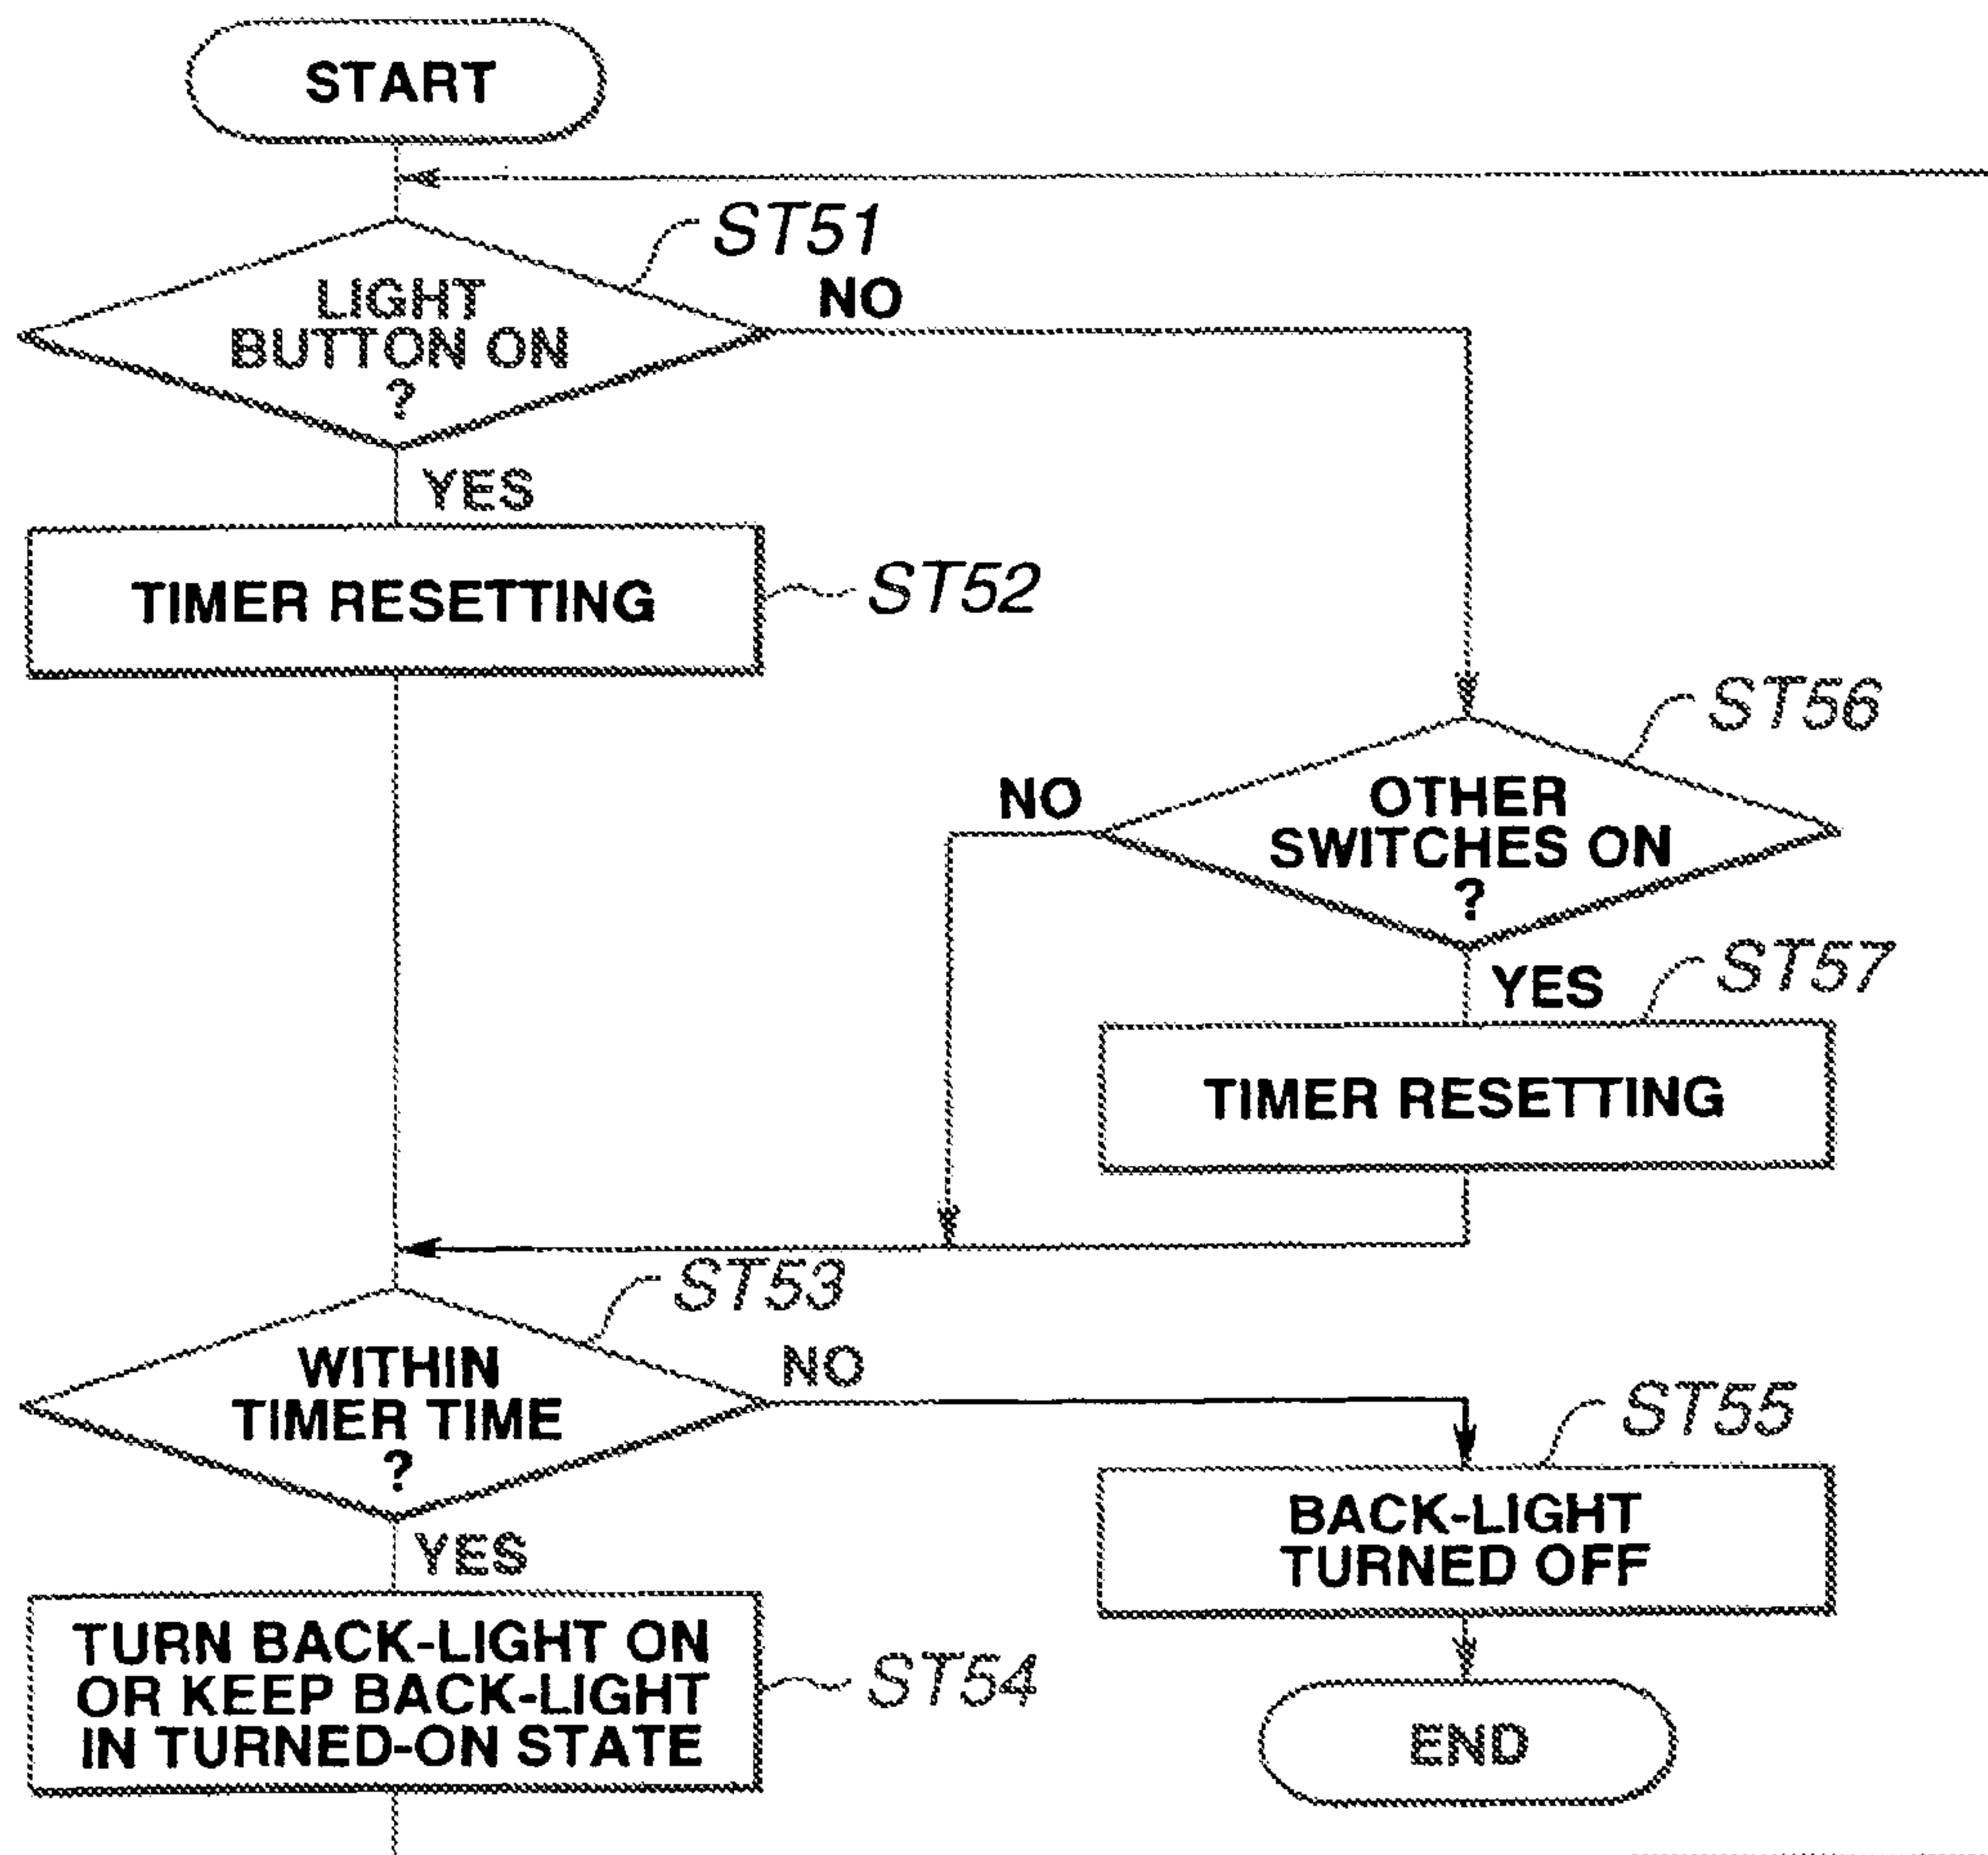 START
ST51
LIGHT
BUTTON ON
?
NO
YES
TIMER RESETTING
ST52
ST56
OTHER
SWITCHES ON
?
NO
YES
ST57
TIMER RESETTING
ST53
WITHIN
TIMER TIME
?
NO
YES
ST55
BACK-LIGHT
TURNED OFF
TURN BACK-LIGHT ON
OR KEEP BACK-LIGHT
IN TURNED-ON STATE
ST54
END